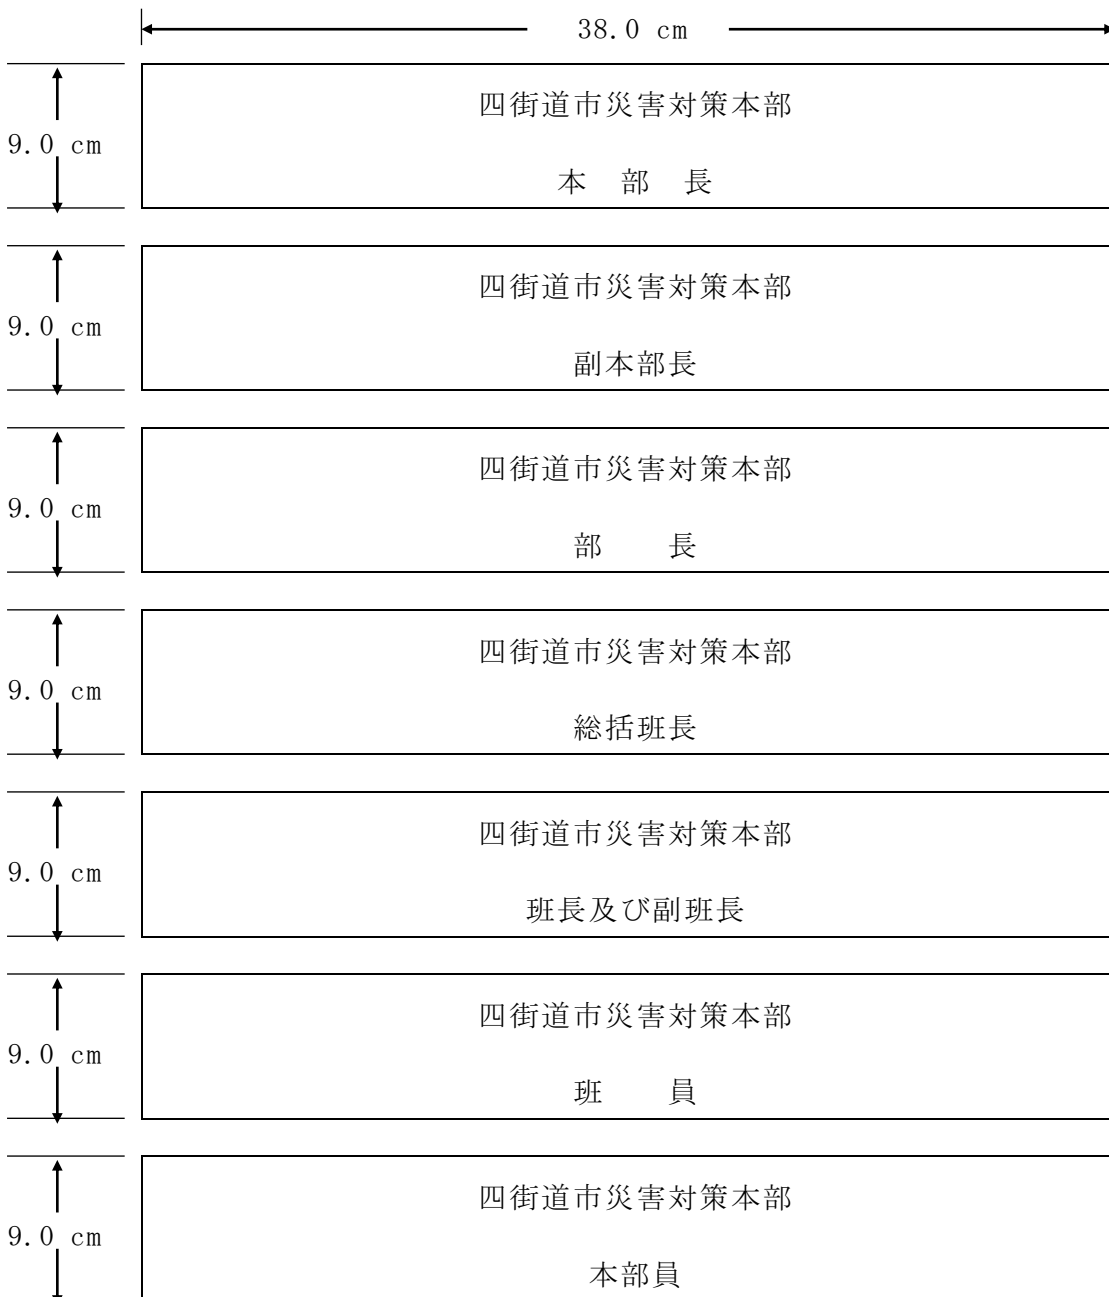 38.0 cm
四街道市災害対策本部
9.0 cm
本　部　長
四街道市災害対策本部
9.0 cm
副本部長
四街道市災害対策本部
9.0 cm
部　　長
四街道市災害対策本部
9.0 cm
総括班長
四街道市災害対策本部
9.0 cm
班長及び副班長
四街道市災害対策本部
9.0 cm
班　　員
四街道市災害対策本部
9.0 cm
本部員